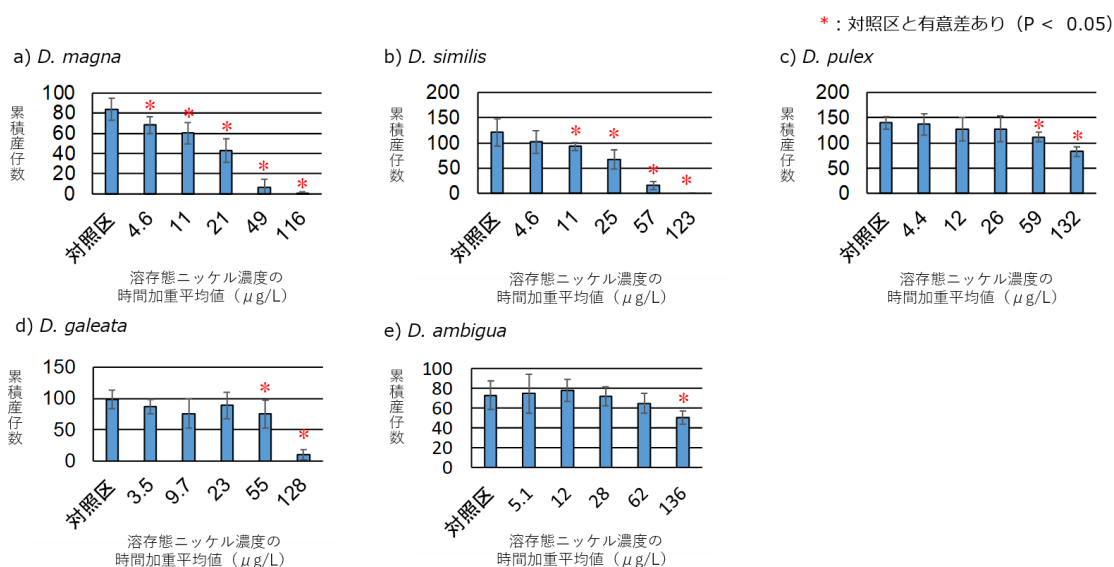 *：対照区と有意差あり（P < 0.05）
a) D. magna
累積産仔数
100
80
60
40
20
0
* * * * *
対照区 4.6 11 21 49 116
溶存態ニッケル濃度の
時間加重平均値（μg/L）
b) D. similis
累積産仔数
200
150
100
50
0
* * * *
対照区 4.6 11 25 57 123
溶存態ニッケル濃度の
時間加重平均値（μg/L）
c) D. pulex
累積産仔数
200
150
100
50
0
* *
対照区 4.4 12 26 59 132
溶存態ニッケル濃度の
時間加重平均値（μg/L）
d) D. galeata
累積産仔数
150
100
50
0
* *
対照区 3.5 9.7 23 55 128
溶存態ニッケル濃度の
時間加重平均値（μg/L）
e) D. ambigua
累積産仔数
100
80
60
40
20
0
*
対照区 5.1 12 28 62 136
溶存態ニッケル濃度の
時間加重平均値（μg/L）